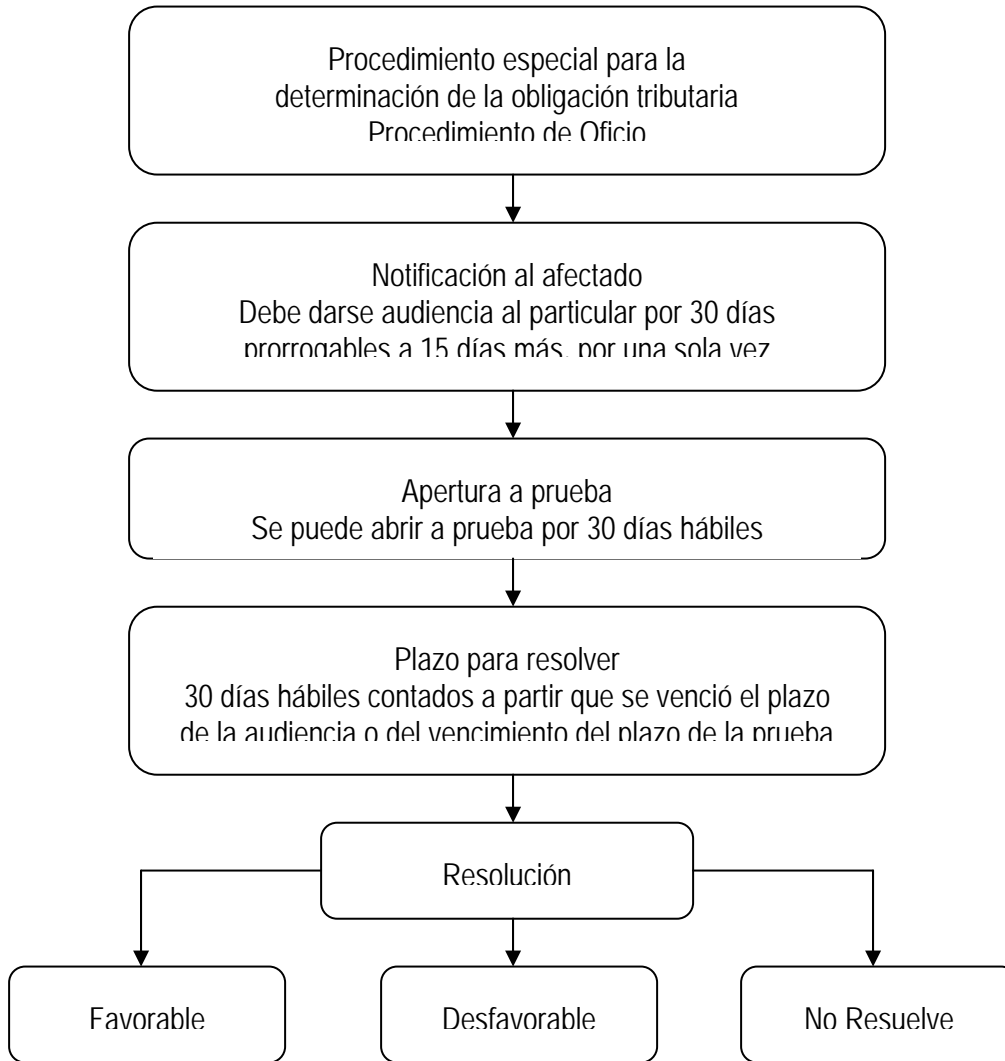 Procedimiento especial para la
determinación de la obligación tributaria
Procedimiento de Oficio
Notificación al afectado
Debe darse audiencia al particular por 30 días
prorrogables a 15 días más, por una sola vez
Apertura a prueba
Se puede abrir a prueba por 30 días hábiles
Plazo para resolver
30 días hábiles contados a partir que se venció el plazo
de la audiencia o del vencimiento del plazo de la prueba
Resolución
Favorable
Desfavorable
No Resuelve